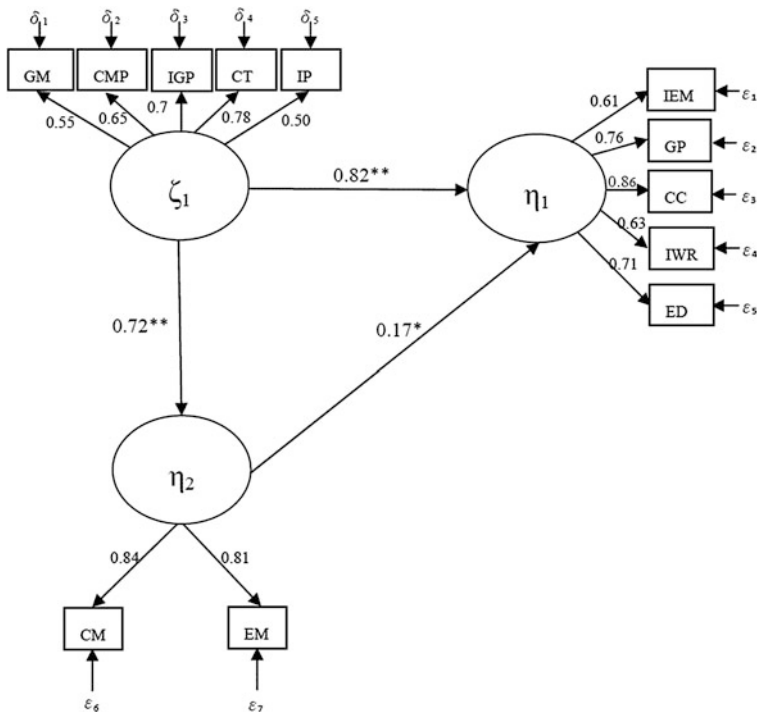 δ₁ δ₂ δ₃ δ₄ δ₅
GM CMP IGP CT IP
0.55 0.65 0.7 0.78 0.50
ζ₁
0.82**
η₁
0.61 IEM ε₁
0.76 GP ε₂
0.86 CC ε₃
0.63 IWR ε₄
0.71 ED ε₅
0.72**
0.17*
η₂
0.84 0.81
CM EM
ε₆ ε₇